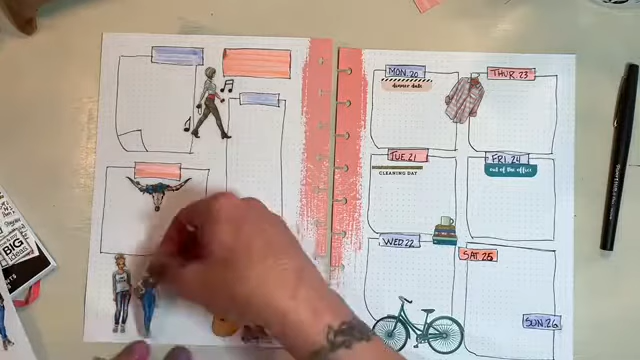 MON. 20
dinner date
THUR. 23
TUE. 21
CLEANING DAY
FRI. 24
out of the office
WED. 22
SAT. 25
SUN. 26
BIG
IDEAS